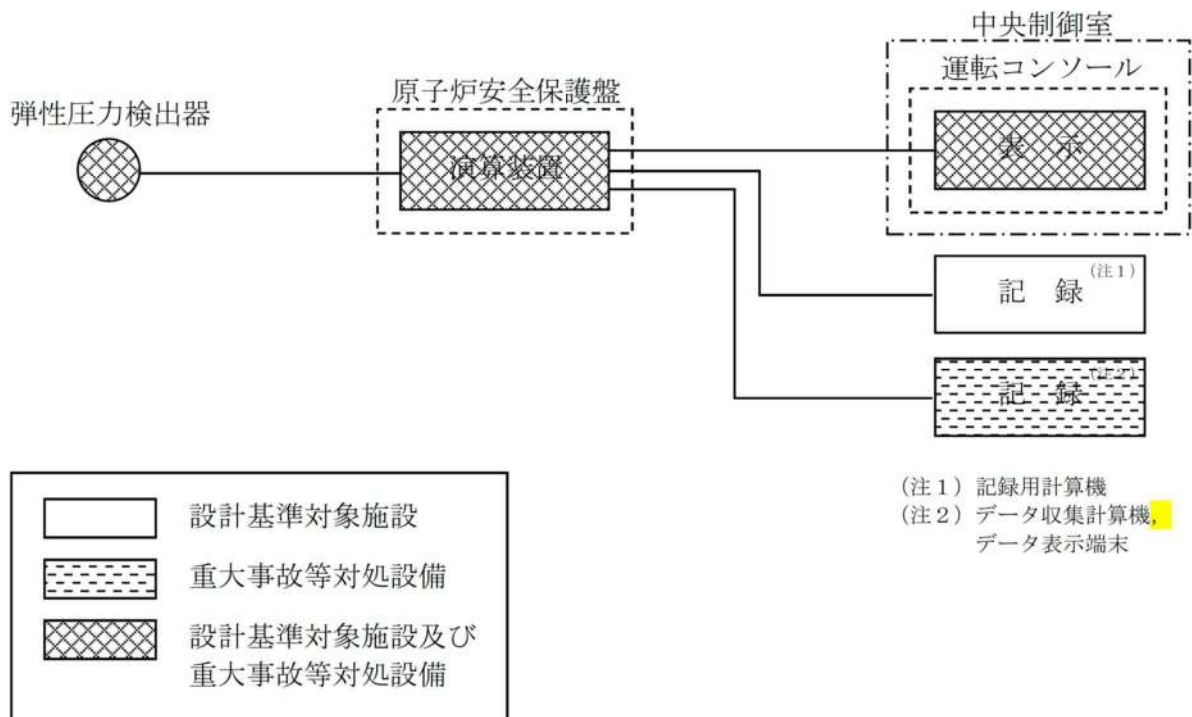 中央制御室
運転コンソール
原子炉安全保護盤
弾性圧力検出器
演算装置
表　示
記　録（注１）
記　録（注２）
（注１）記録用計算機
（注２）データ収集計算機，
データ表示端末
設計基準対象施設
重大事故等対処設備
設計基準対象施設及び
重大事故等対処設備